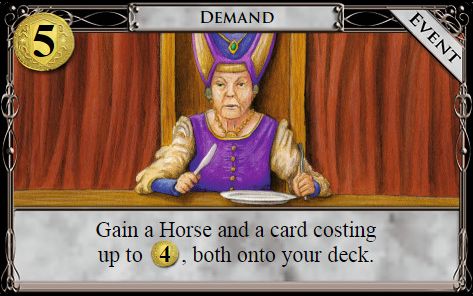 DEMAND
5
EVENT
Gain a Horse and a card costing
up to 4, both onto your deck.